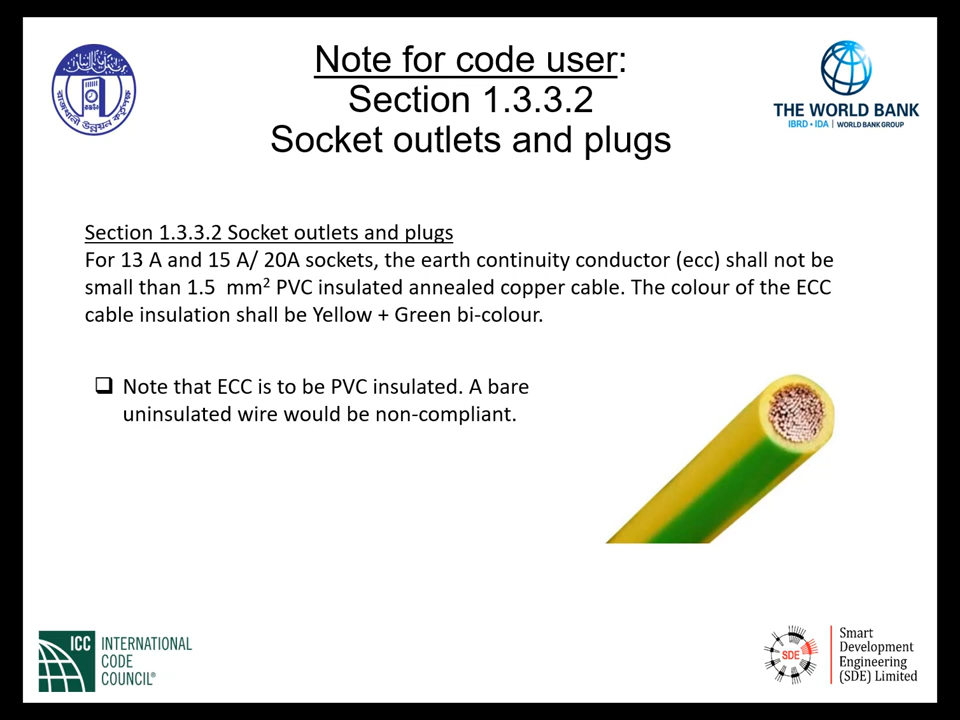 Note for code user:
Section 1.3.3.2
Socket outlets and plugs
THE WORLD BANK
IBRD • IDA | WORLD BANK GROUP
Section 1.3.3.2 Socket outlets and plugs
For 13 A and 15 A/ 20A sockets, the earth continuity conductor (ecc) shall not be
small than 1.5 mm² PVC insulated annealed copper cable. The colour of the ECC
cable insulation shall be Yellow + Green bi-colour.
❑ Note that ECC is to be PVC insulated. A bare
uninsulated wire would be non-compliant.
ICC INTERNATIONAL
CODE
COUNCIL®
SDE
Smart
Development
Engineering
(SDE) Limited